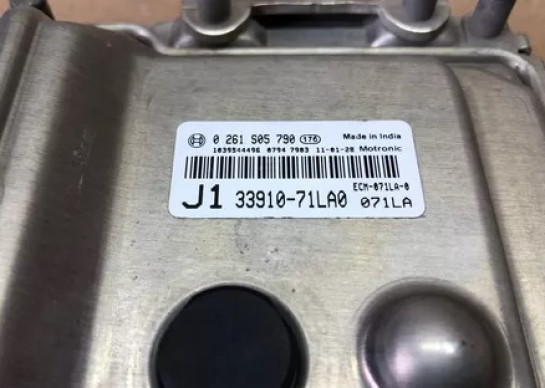 0 261 S05 790 176 Made in India
1039S44496 0794 7983 11-01-28 Motronic
ECM-071LA-0
J1 33910-71LA0 071LA